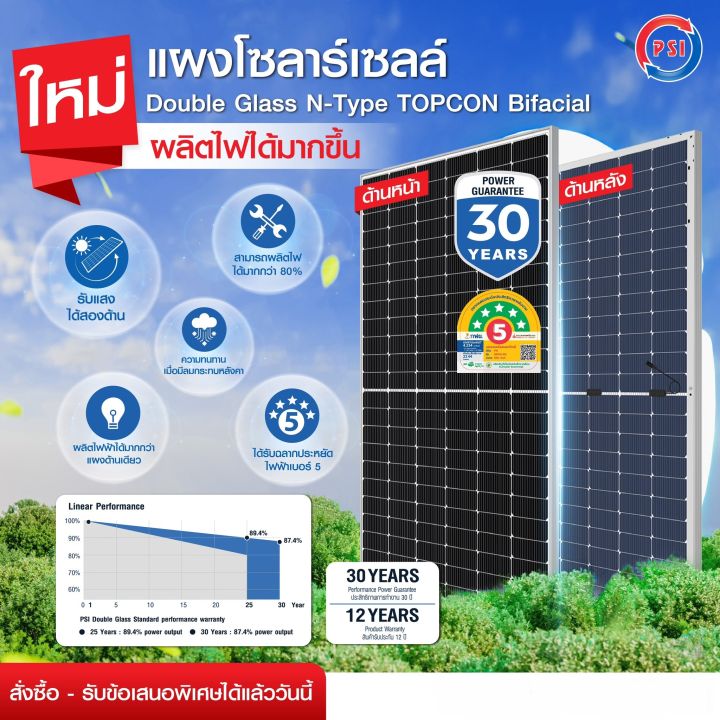 ใหม่
แผงโซลาร์เซลล์
Double Glass N-Type TOPCON Bifacial
ผลิตไฟได้มากขึ้น
PSI
ด้านหน้า
ด้านหลัง
POWER
GUARANTEE
30
YEARS
5
รับแสง
ได้สองด้าน
สามารถผลิตไฟ
ได้มากกว่า 80%
ความทนทาน
เมื่อมีลมกระทบหลังคา
ผลิตไฟฟ้าได้มากกว่า
แผงด้านเดียว
5
ได้รับฉลากประหยัด
ไฟฟ้าเบอร์ 5
Linear Performance
100%
90%
80%
70%
60%
89.4%
87.4%
0 1 5 10 15 20 25 30 Year
PSI Double Glass Standard performance warranty
25 Years : 89.4% power output
30 Years : 87.4% power output
30 YEARS
Performance Power Guarantee
ประสิทธิภาพการทำงาน 30 ปี
12 YEARS
Product Warranty
สินค้ารับประกัน 12 ปี
สั่งซื้อ - รับข้อเสนอพิเศษได้แล้ววันนี้